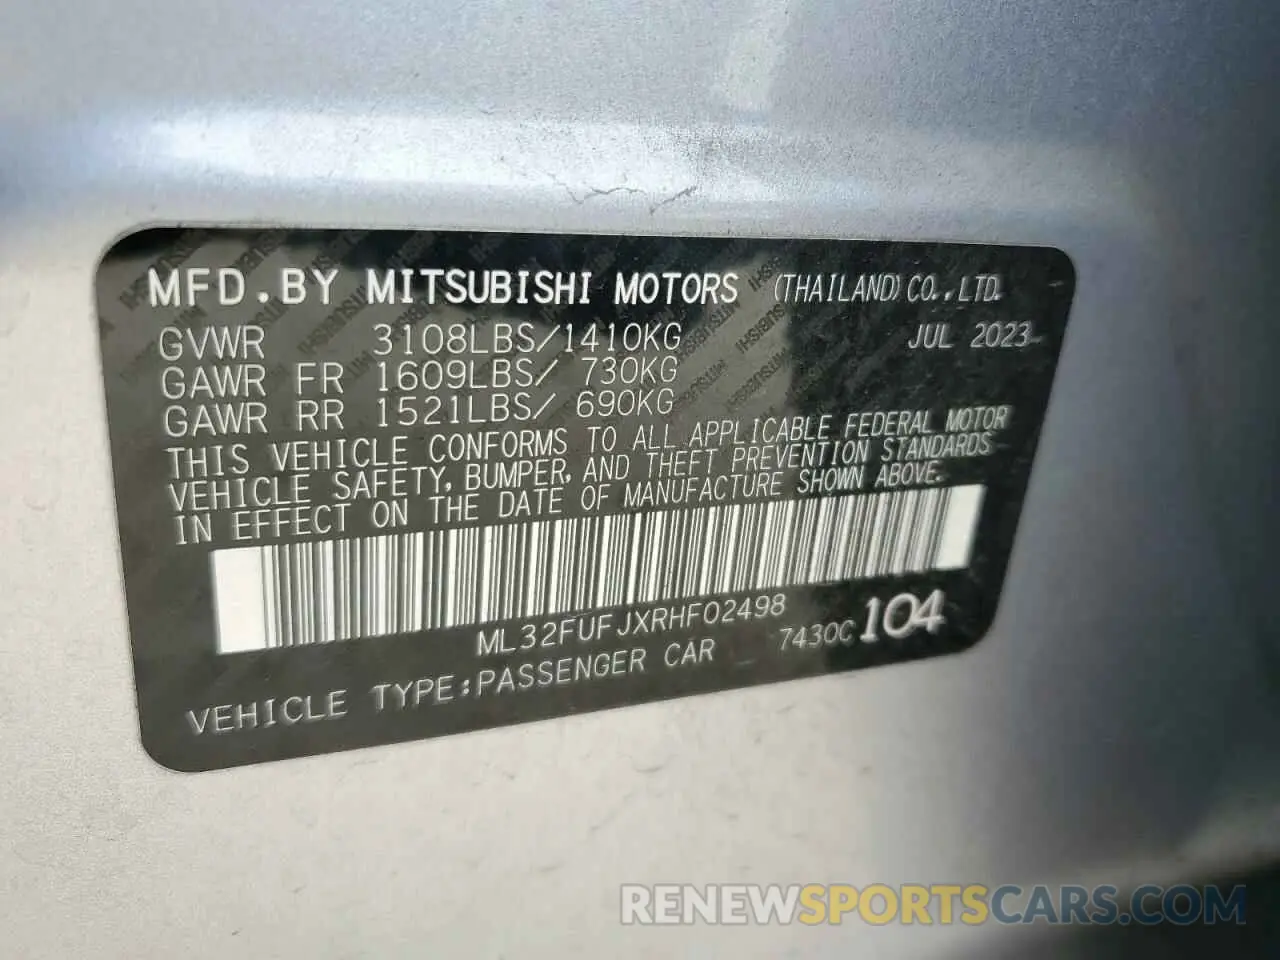 MFD.BY MITSUBISHI MOTORS (THAILAND) CO.,LTD.
GVWR 3108LBS/1410KG JUL 2023
GAWR FR 1609LBS/ 730KG
GAWR RR 1521LBS/ 690KG
THIS VEHICLE CONFORMS TO ALL APPLICABLE FEDERAL MOTOR
VEHICLE SAFETY, BUMPER, AND THEFT PREVENTION STANDARDS
IN EFFECT ON THE DATE OF MANUFACTURE SHOWN ABOVE.
ML32FUFJXRHF02498
7430C 104
VEHICLE TYPE:PASSENGER CAR
RENEWSPORTSCARS.COM